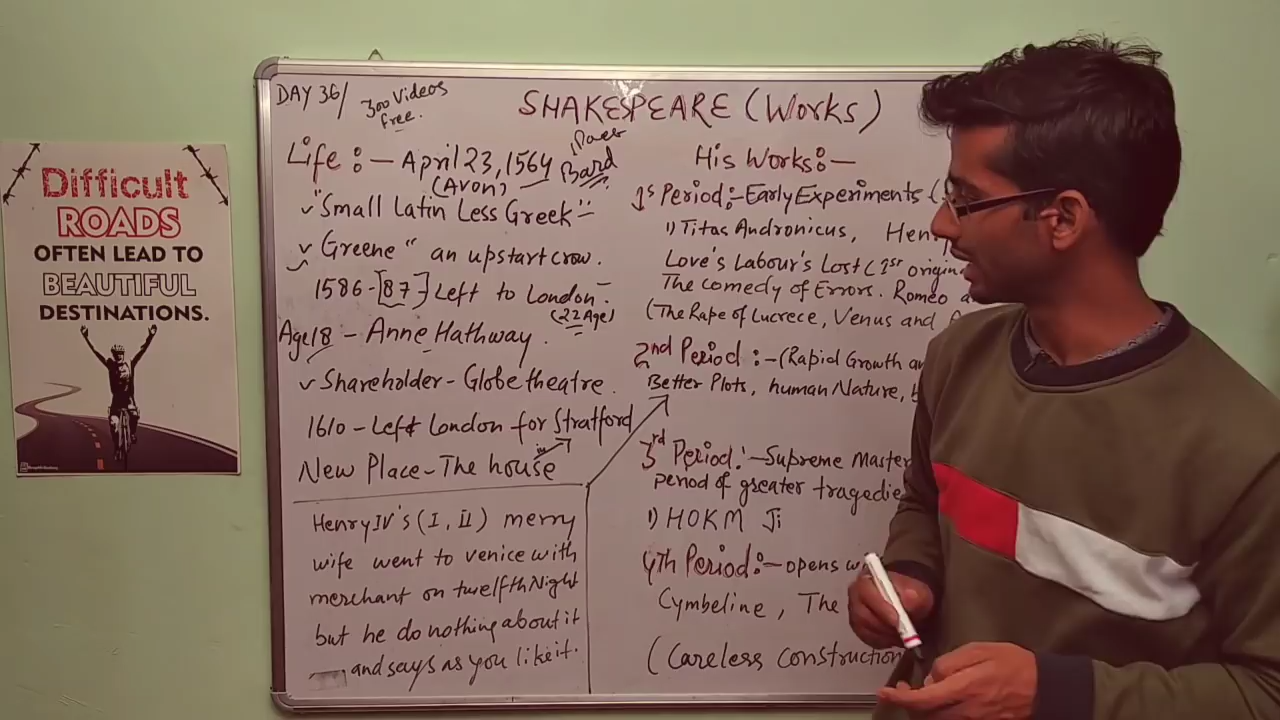 Difficult
ROADS
OFTEN LEAD TO
BEAUTIFUL
DESTINATIONS.
DAY 36/
300 Videos
free.
SHAKESPEARE (Works)
Life :- April 23, 1564 Bard
(Avon)
"Small Latin Less Greek"-
Greene " an upstart crow.
1586-[87] Left to London.
(22 Age)
Age 18 - Anne Hathway.
Shareholder - Globe theatre.
1610 - Left London for Stratford
New Place - The house
Henry IV's (I, II) merry
wife went to venice with
merchant on twelfth Night
but he do nothing about it
and says as you like it.
His Works:-
1st Period:- Early Experiments (
1) Titas Andronicus, Hen
Love's Labour's Lost (1st origin
The comedy of Errors. Romeo a
(The Rape of Lucrece, Venus and
2nd Period :- (Rapid Growth an
Better Plots, human Nature,
3rd Period:- Supreme Master
period of greater tragedie
1) HOKM Ji
4th Period:- opens w
Cymbeline, The
(Careless construction